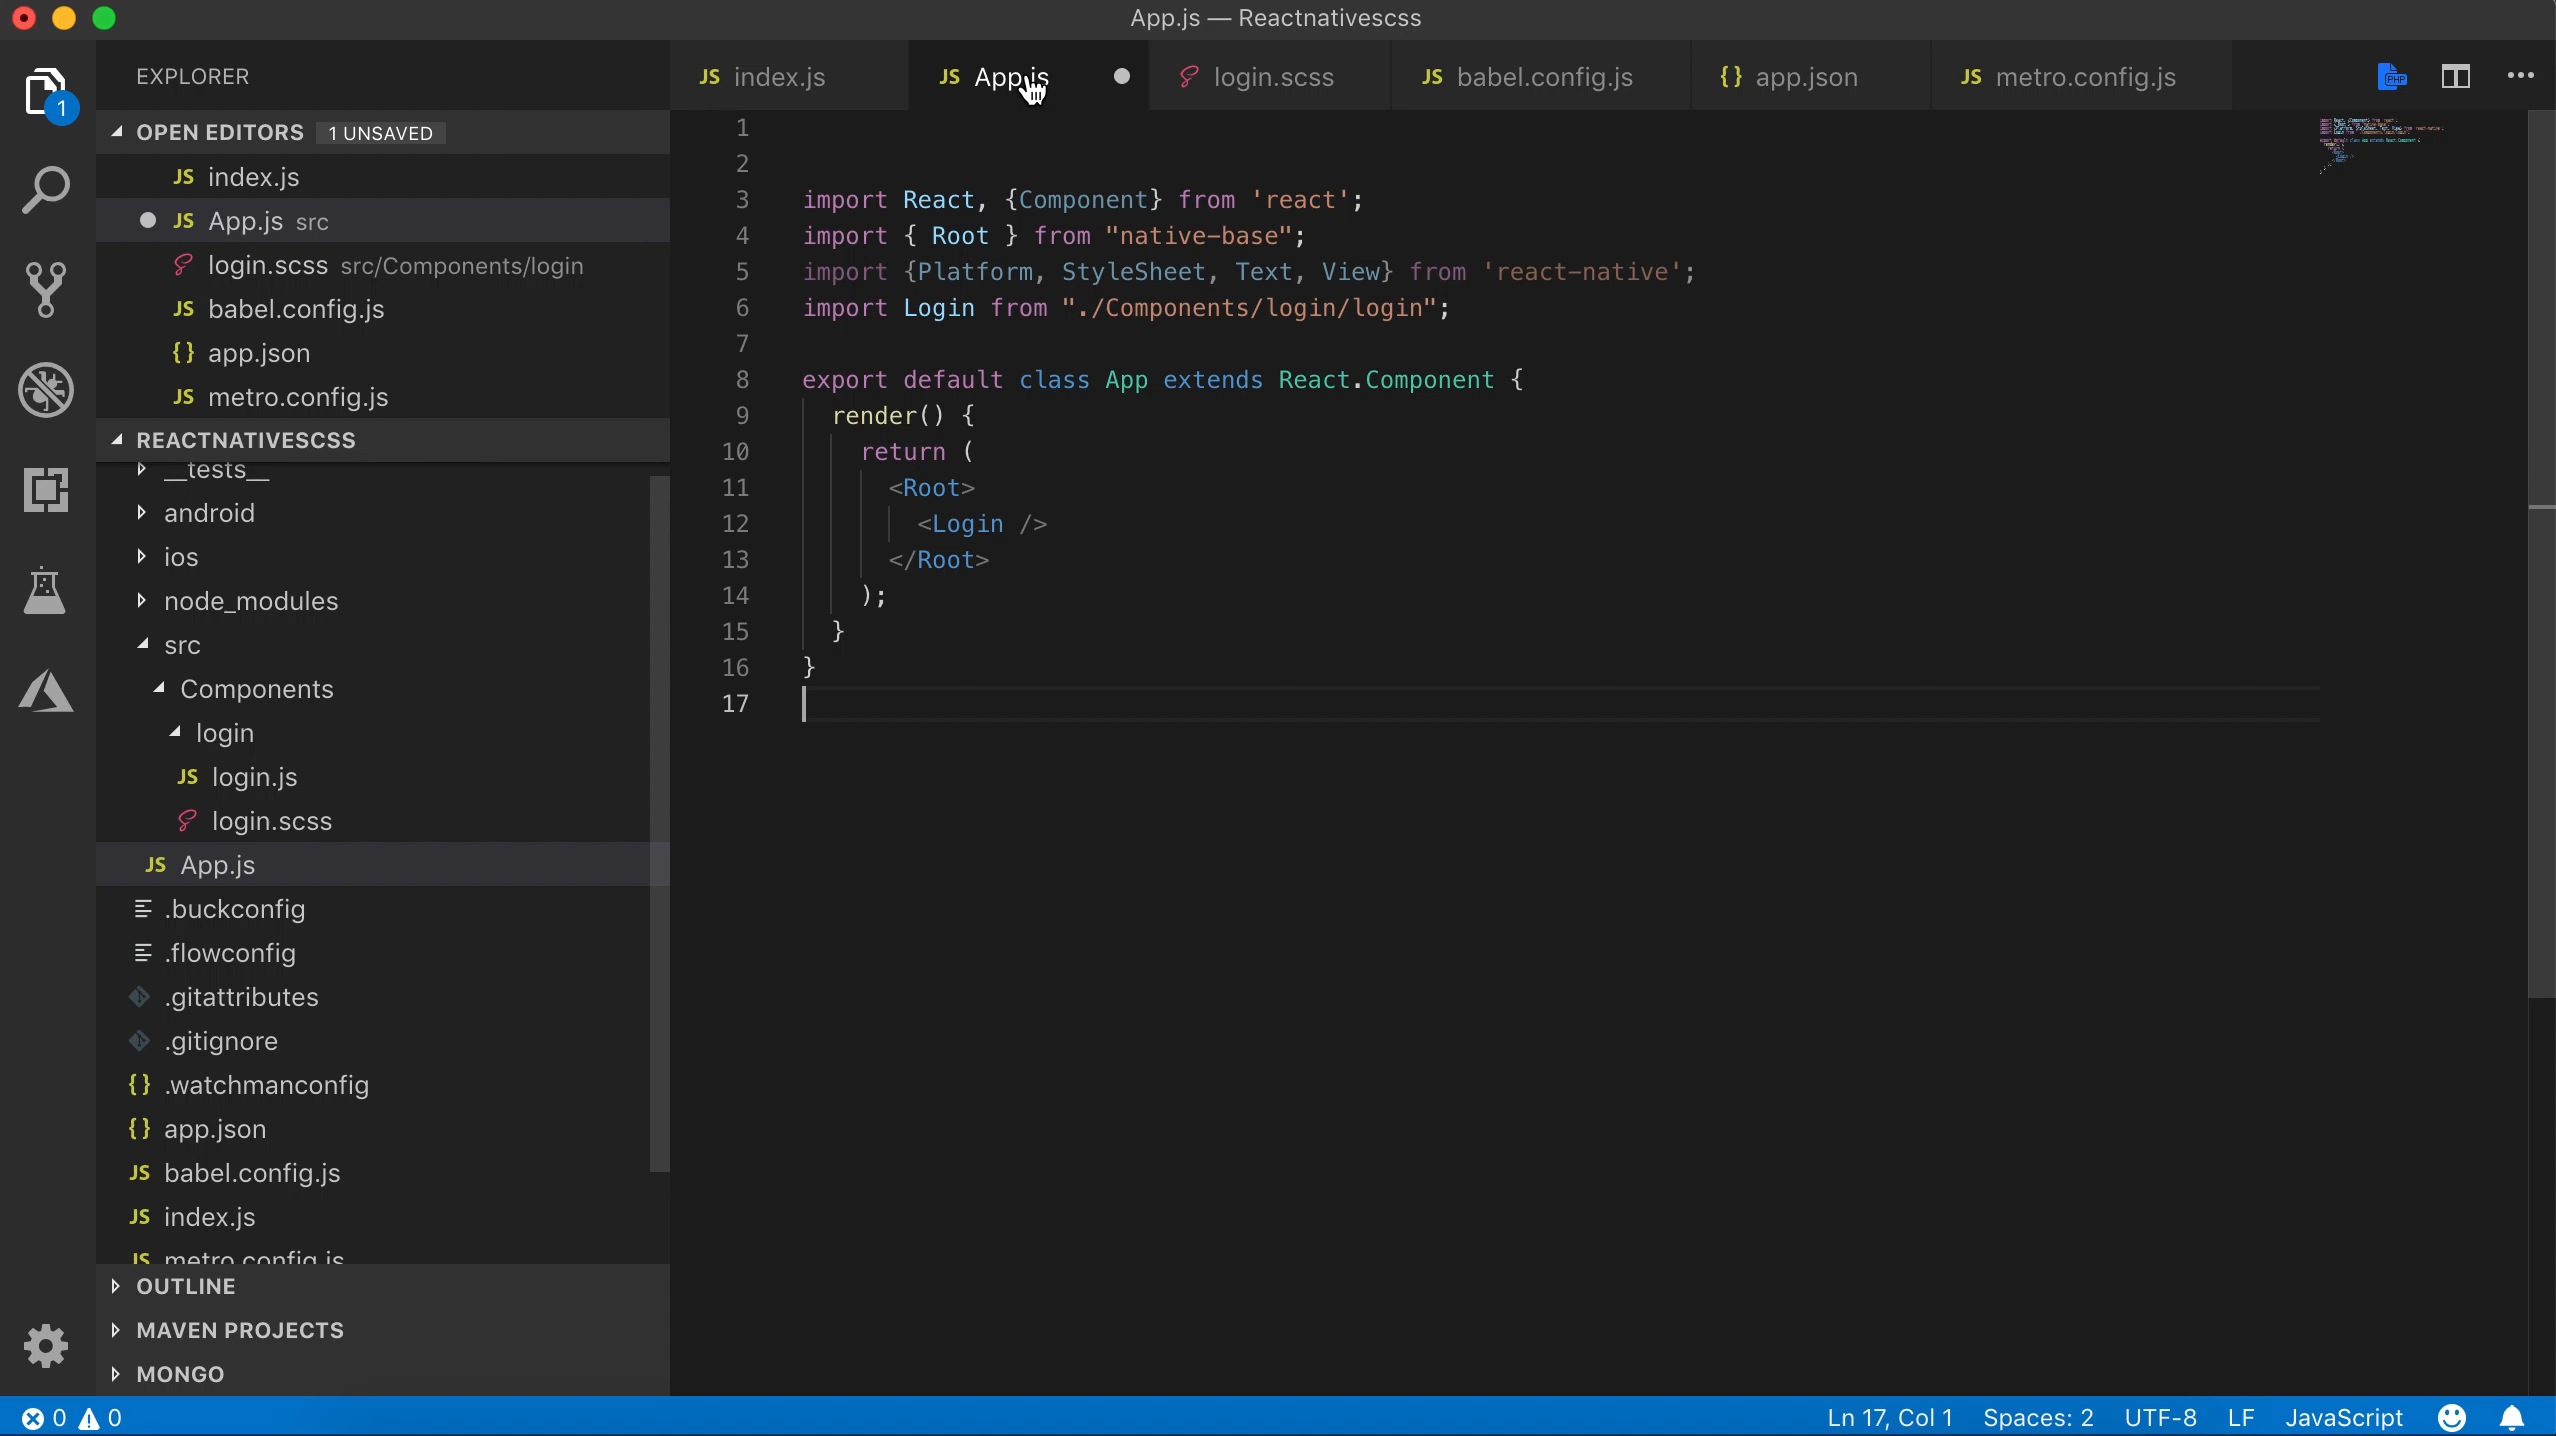 App.js — Reactnativescss
EXPLORER
1
OPEN EDITORS 1 UNSAVED
JS index.js
JS App.js src
login.scss src/Components/login
JS babel.config.js
{} app.json
JS metro.config.js
REACTNATIVESCSS
__tests__
android
ios
node_modules
src
Components
login
JS login.js
login.scss
JS App.js
.buckconfig
.flowconfig
.gitattributes
.gitignore
{} .watchmanconfig
{} app.json
JS babel.config.js
JS index.js
JS metro.config.js
OUTLINE
MAVEN PROJECTS
MONGO
JS index.js
JS App.js
login.scss
JS babel.config.js
{} app.json
JS metro.config.js
PHP
1
2
3 import React, {Component} from 'react';
4 import { Root } from "native-base";
5 import {Platform, StyleSheet, Text, View} from 'react-native';
6 import Login from "./Components/login/login";
7
8 export default class App extends React.Component {
9 render() {
10 return (
11 <Root>
12 <Login />
13 </Root>
14 );
15 }
16 }
17
0 0
Ln 17, Col 1 Spaces: 2 UTF-8 LF JavaScript